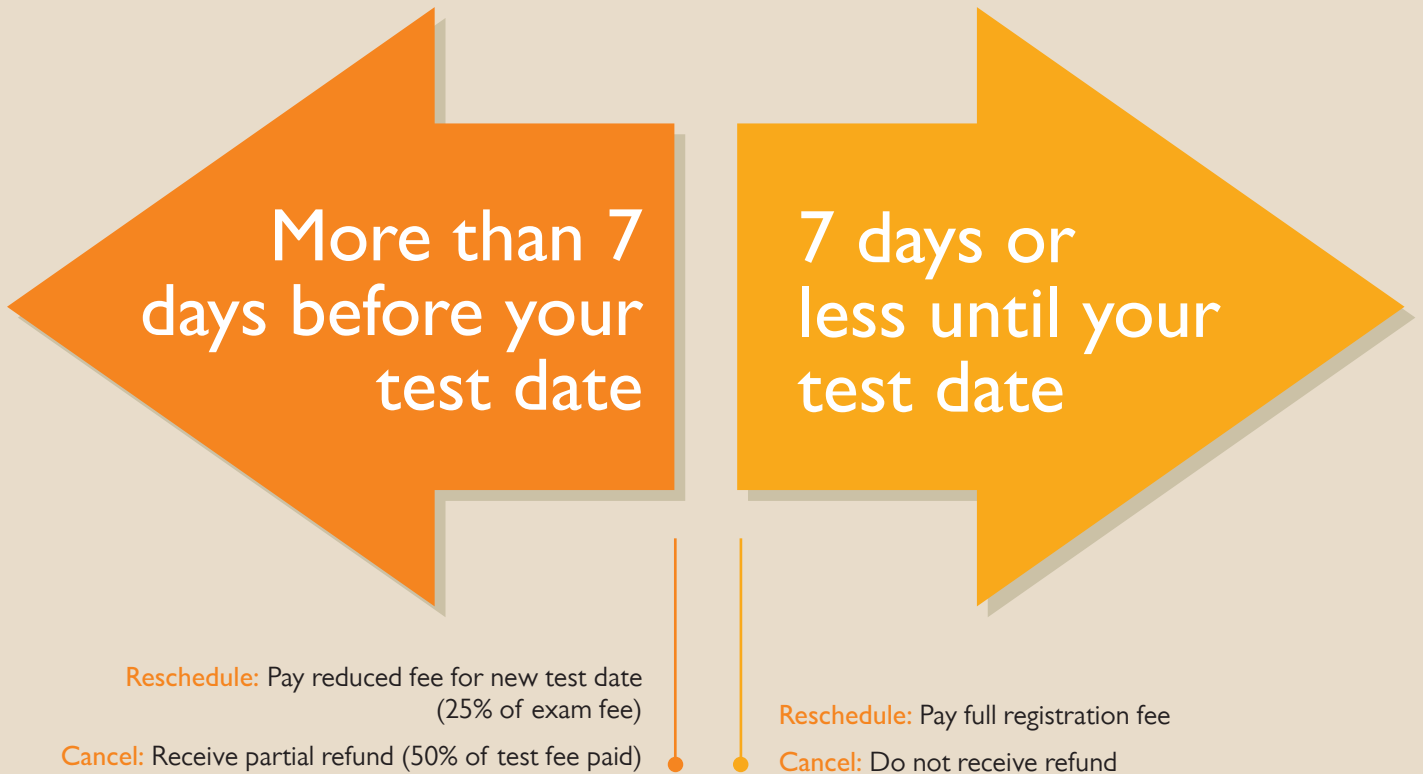 More than 7
days before your
test date
7 days or
less until your
test date
Reschedule: Pay reduced fee for new test date
(25% of exam fee)
Cancel: Receive partial refund (50% of test fee paid)
Reschedule: Pay full registration fee
Cancel: Do not receive refund